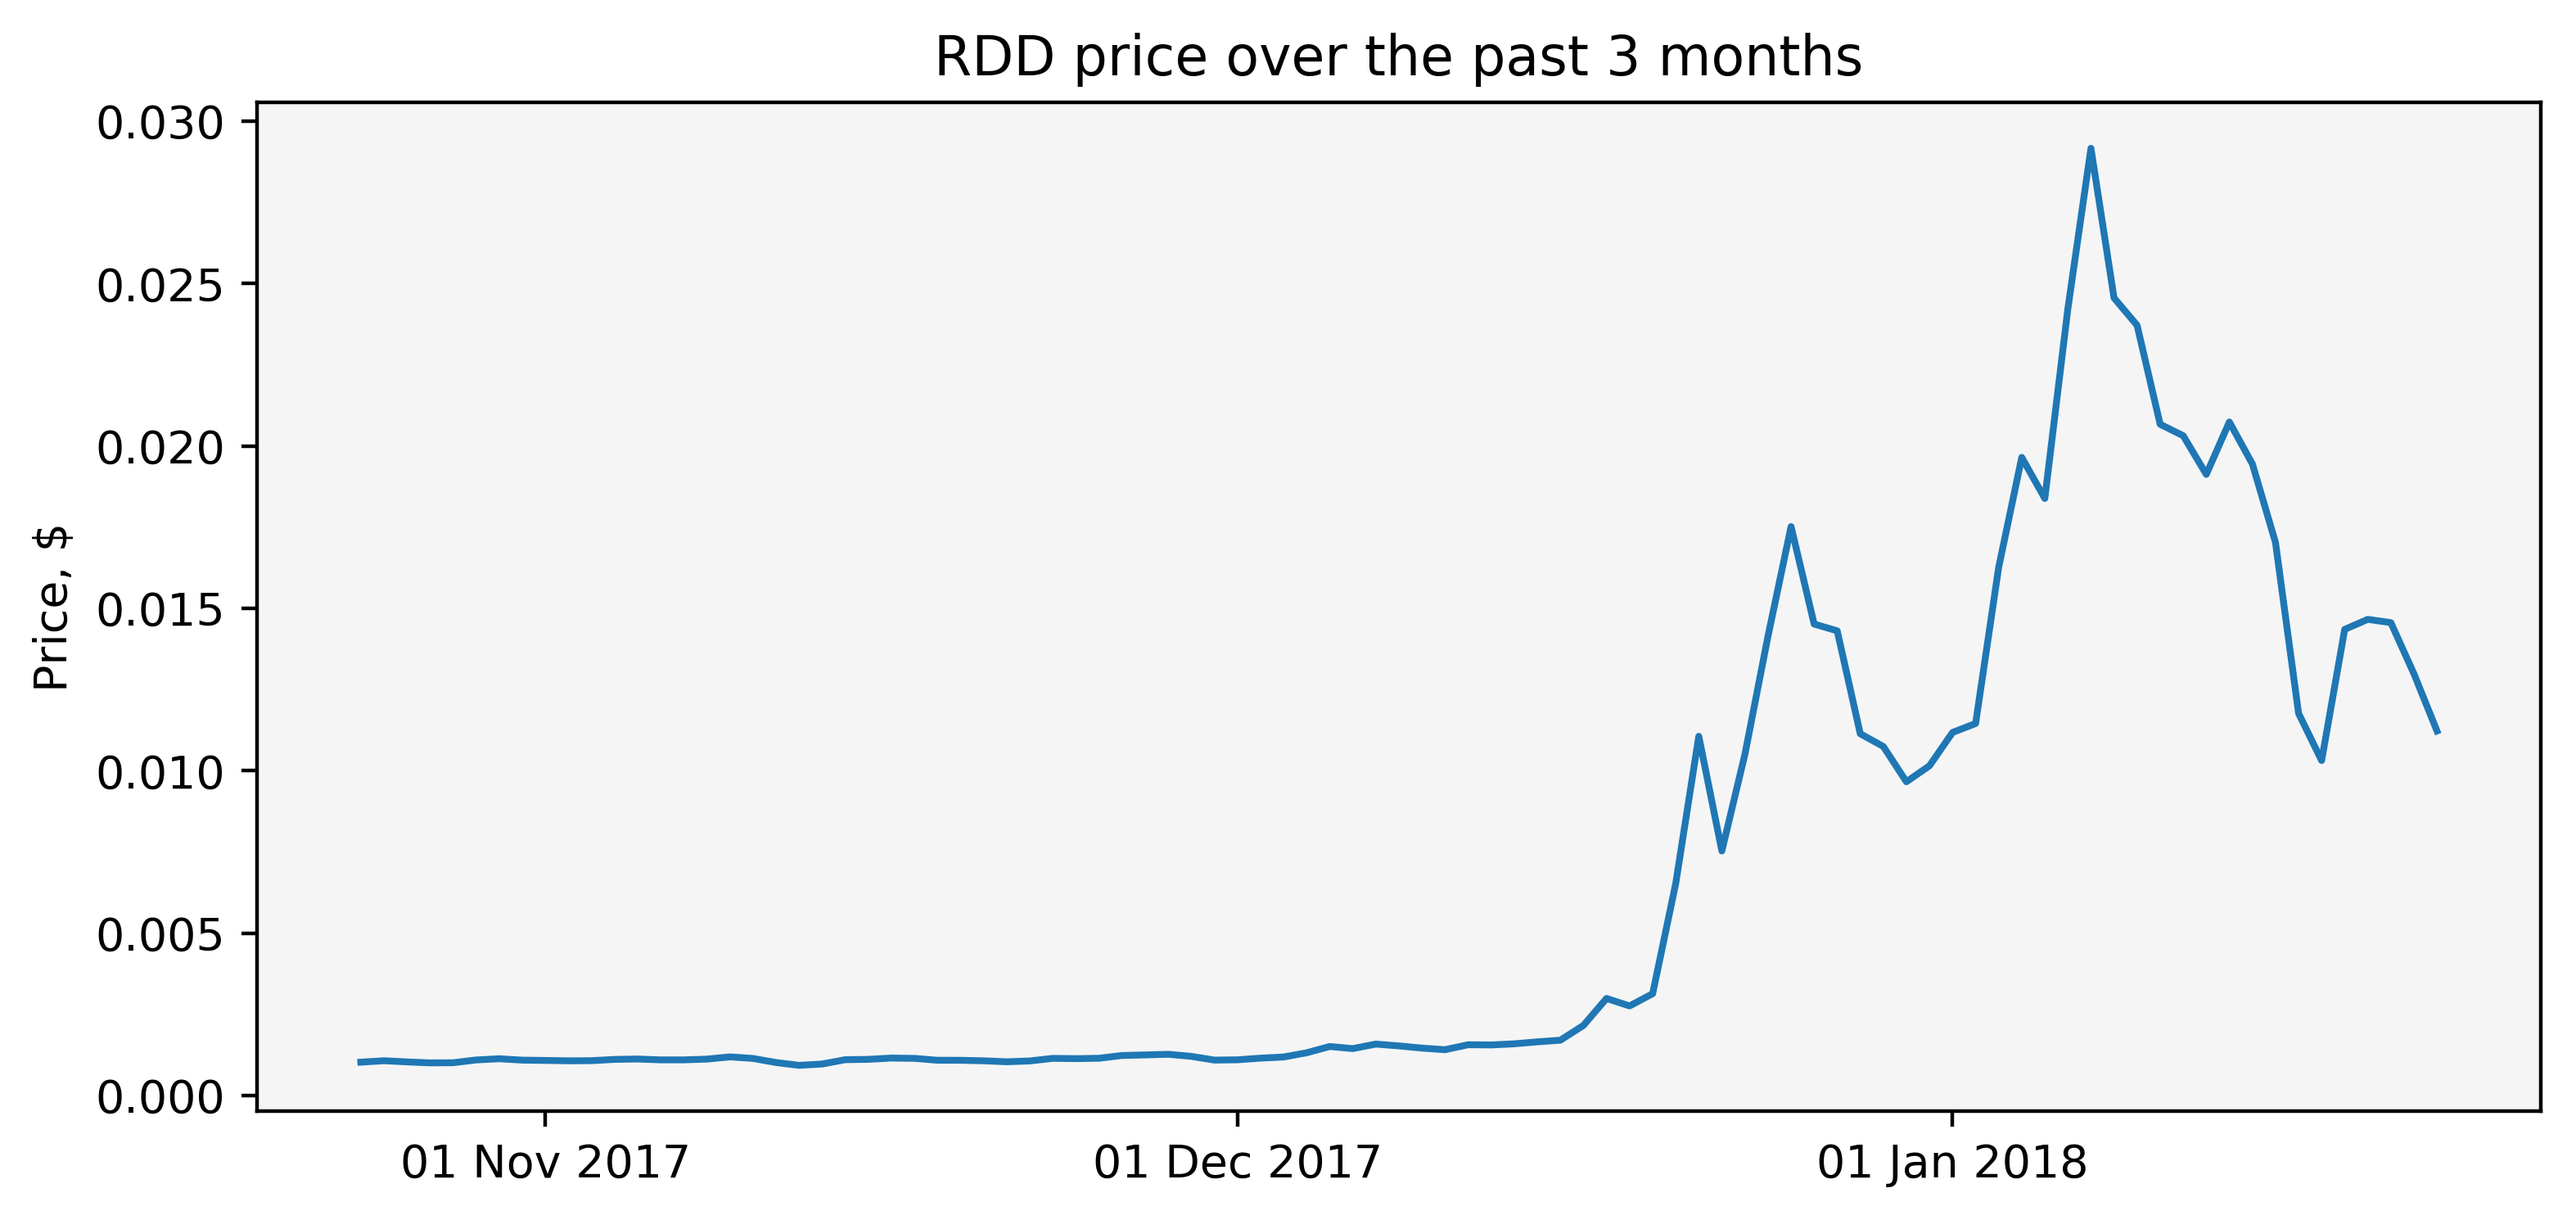 RDD price over the past 3 months
Price, $
0.030
0.025
0.020
0.015
0.010
0.005
0.000
01 Nov 2017
01 Dec 2017
01 Jan 2018